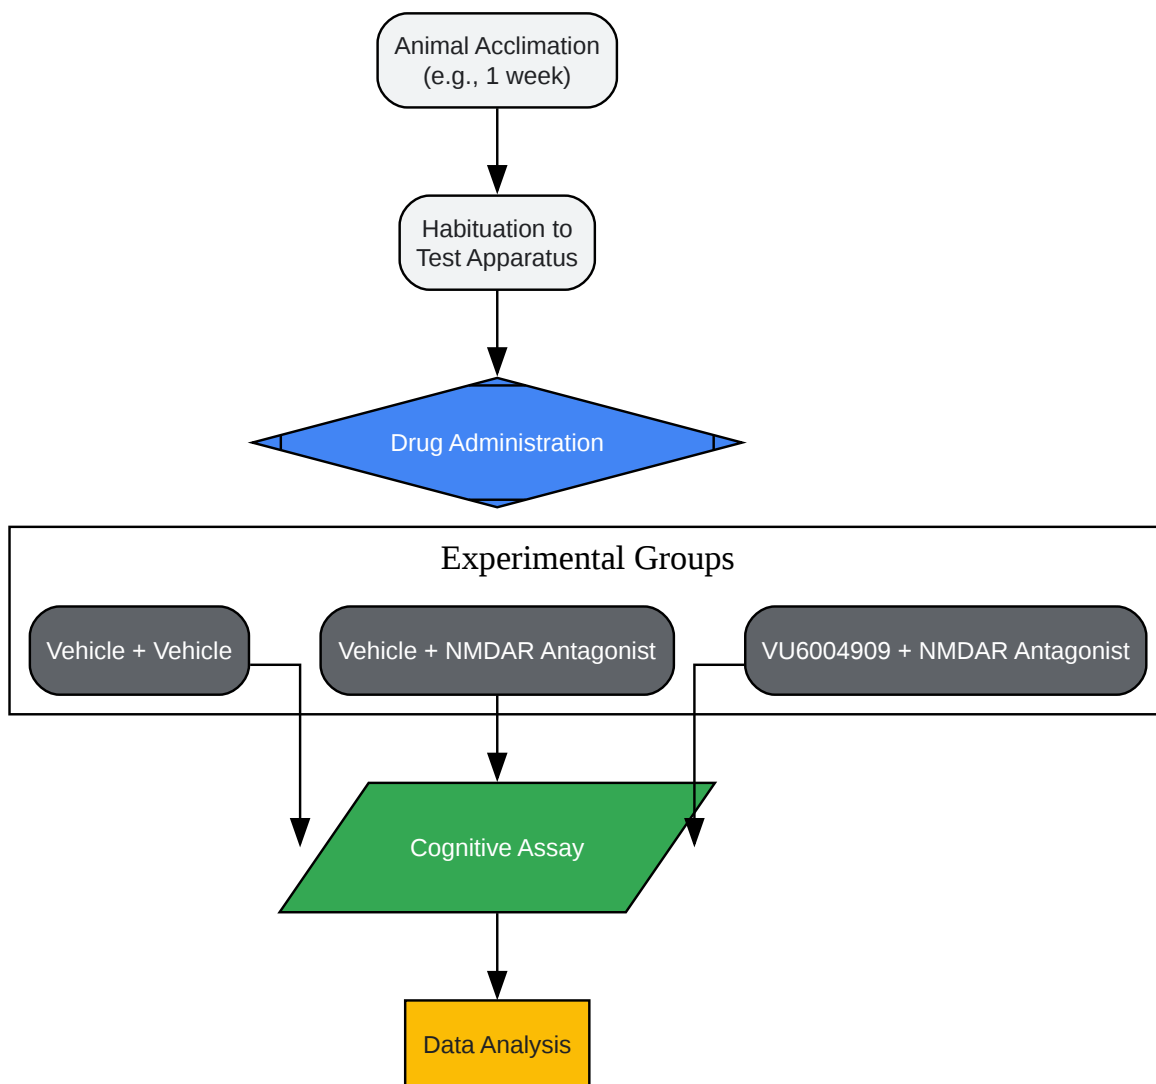 Animal Acclimation
(e.g., 1 week)
Habituation to
Test Apparatus
Drug Administration
Experimental Groups
Vehicle + Vehicle
Vehicle + NMDAR Antagonist
VU6004909 + NMDAR Antagonist
Cognitive Assay
Data Analysis